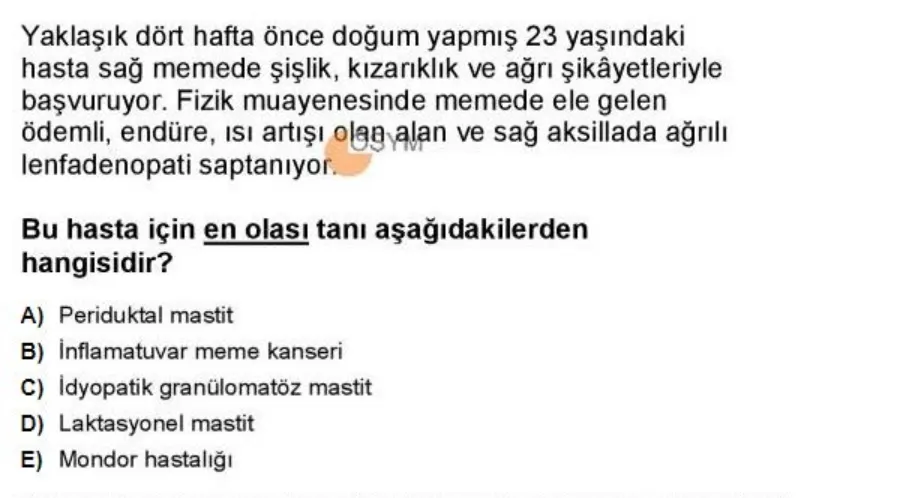 Yaklaşık dört hafta önce doğum yapmış 23 yaşındaki
hasta sağ memede şişlik, kızarıklık ve ağrı şikâyetleriyle
başvuruyor. Fizik muayenesinde memede ele gelen
ödemli, endüre, ısı artışı olan alan ve sağ aksillada ağrılı
ÖSYM
lenfadenopati saptanıyor.
Bu hasta için en olası tanı aşağıdakilerden
hangisidir?
A) Periduktal mastit
B) İnflamatuvar meme kanseri
C) İdyopatik granülomatöz mastit
D) Laktasyonel mastit
E) Mondor hastalığı